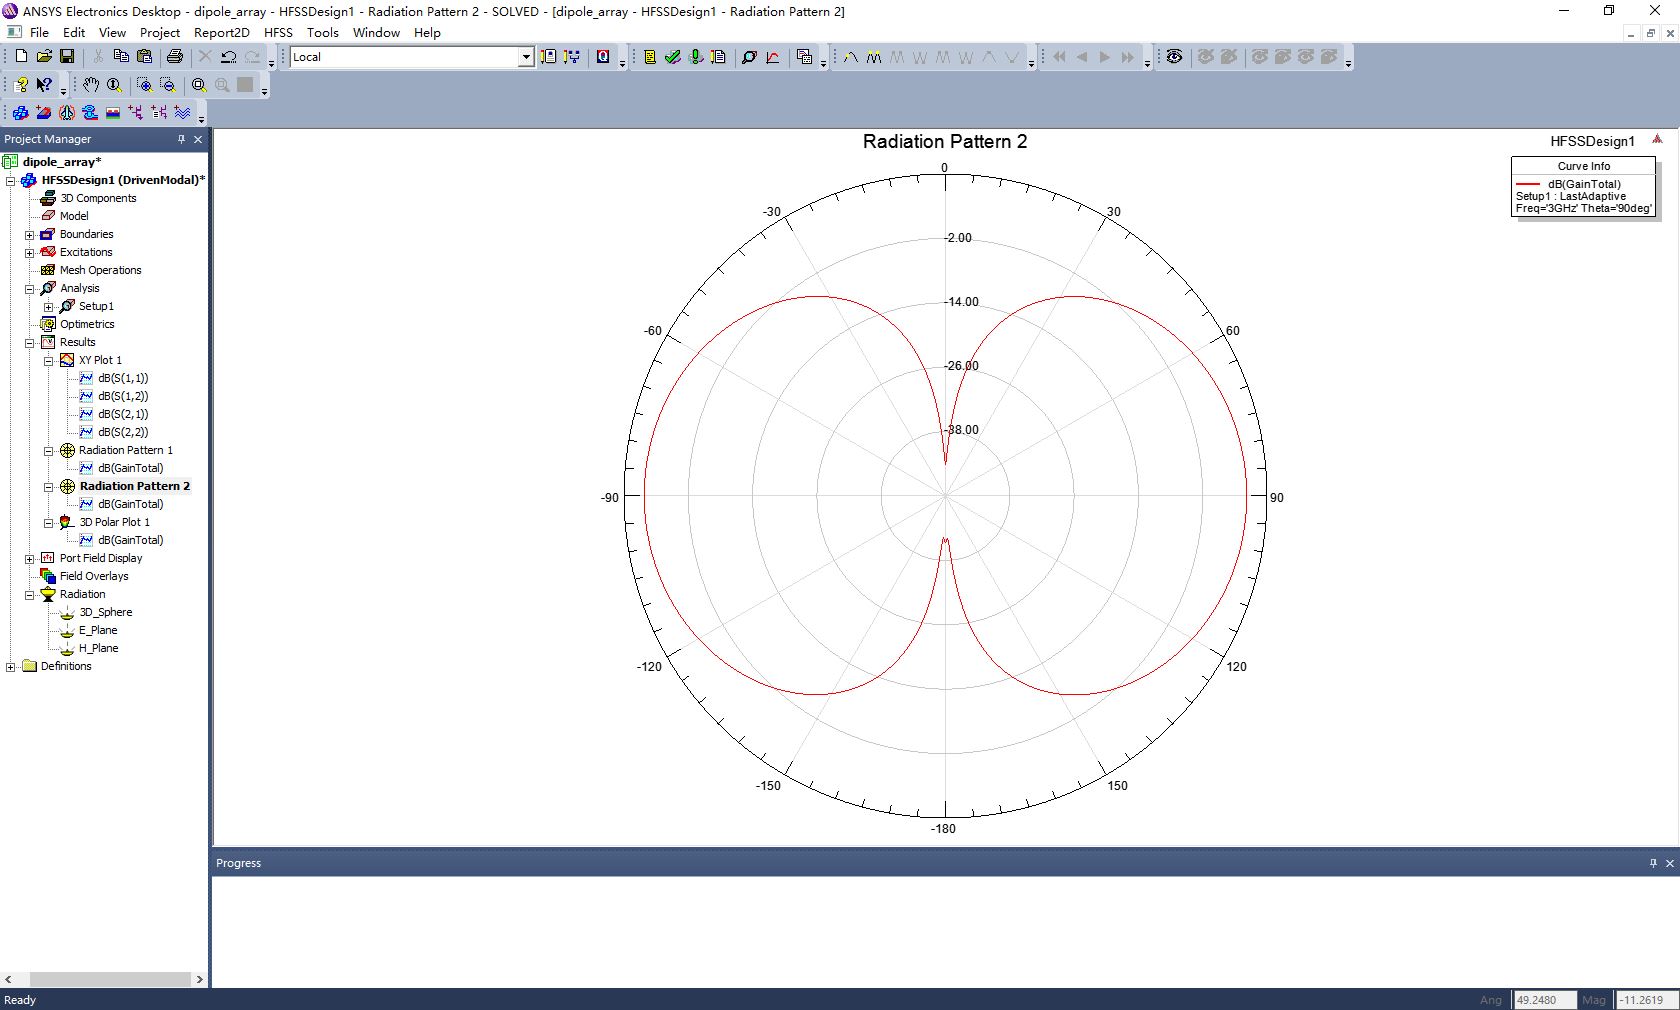 ANSYS Electronics Desktop - dipole_array - HFSSDesign1 - Radiation Pattern 2 - SOLVED - [dipole_array - HFSSDesign1 - Radiation Pattern 2]
File Edit View Project Report2D HFSS Tools Window Help
Local
Project Manager
dipole_array*
HFSSDesign1 (DrivenModal)*
3D Components
Model
Boundaries
Excitations
Mesh Operations
Analysis
Setup1
Optimetrics
Results
XY Plot 1
dB(S(1,1))
dB(S(1,2))
dB(S(2,1))
dB(S(2,2))
Radiation Pattern 1
dB(GainTotal)
Radiation Pattern 2
dB(GainTotal)
3D Polar Plot 1
dB(GainTotal)
Port Field Display
Field Overlays
Radiation
3D_Sphere
E_Plane
H_Plane
Definitions
Radiation Pattern 2
HFSSDesign1
Curve Info
dB(GainTotal)
Setup1 : LastAdaptive
Freq='3GHz' Theta='90deg'
0
-30
30
-2.00
-14.00
-60
60
-26.00
-38.00
-90
90
-120
120
-150
150
-180
Progress
Ready
Ang 49.2480 Mag -11.2619